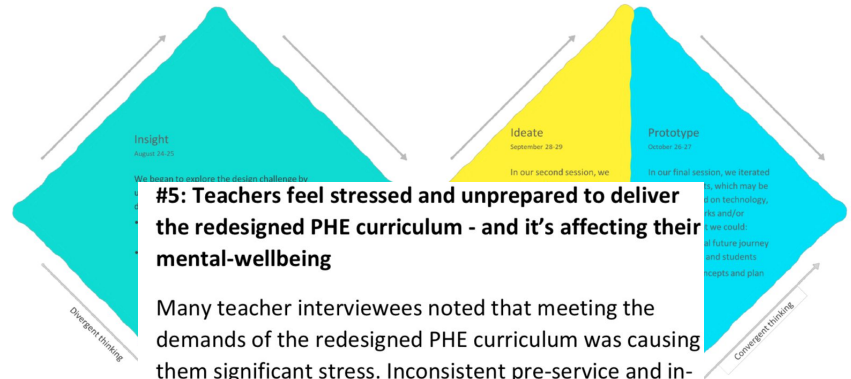 Insight
August 24-25
We began to explore the design challenge by
Ideate
September 28-29
In our second session, we
Prototype
October 26-27
In our final session, we iterated
which may be
on technology,
and/or
we could:
future journey
and students
and plan
#5: Teachers feel stressed and unprepared to deliver
the redesigned PHE curriculum - and it’s affecting their
mental-wellbeing
Many teacher interviewees noted that meeting the
demands of the redesigned PHE curriculum was causing
them significant stress. Inconsistent pre-service and in-
Divergent thinking
Convergent thinking